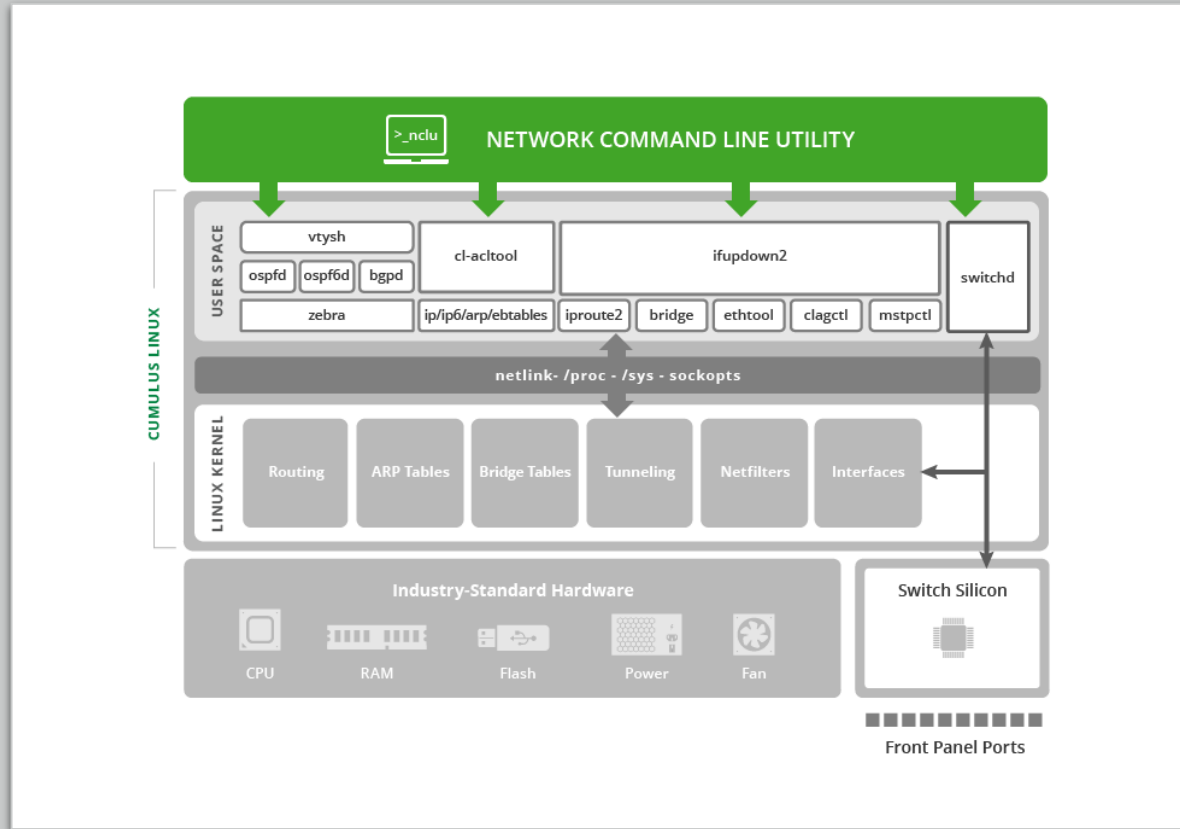 >_nclu
NETWORK COMMAND LINE UTILITY
CUMULUS LINUX
USER SPACE
vtysh
cl-acltool
ifupdown2
switchd
ospfd
ospf6d
bgpd
zebra
ip/ip6/arp/ebtables
iproute2
bridge
ethtool
clagctl
mstpctl
netlink- /proc - /sys - sockopts
LINUX KERNEL
Routing
ARP Tables
Bridge Tables
Tunneling
Netfilters
Interfaces
Industry-Standard Hardware
CPU
RAM
Flash
Power
Fan
Switch Silicon
Front Panel Ports